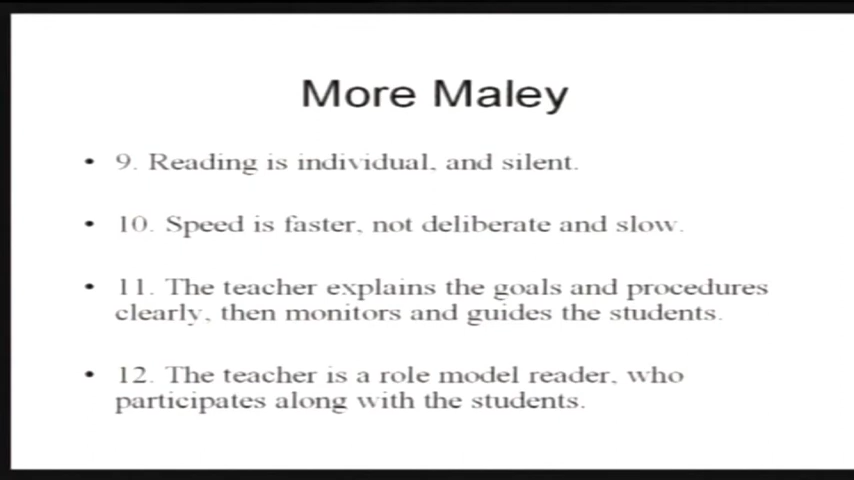 More Maley
• 9. Reading is individual, and silent.
• 10. Speed is faster, not deliberate and slow.
• 11. The teacher explains the goals and procedures
clearly, then monitors and guides the students.
• 12. The teacher is a role model reader, who
participates along with the students.